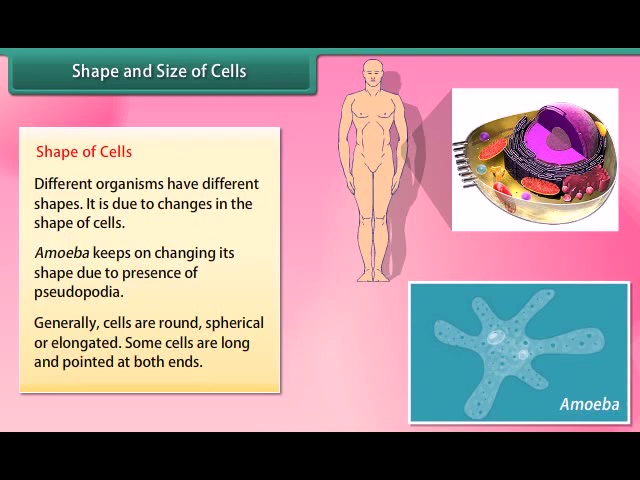 Shape and Size of Cells
Shape of Cells
Different organisms have different
shapes. It is due to changes in the
shape of cells.
Amoeba keeps on changing its
shape due to presence of
pseudopodia.
Generally, cells are round, spherical
or elongated. Some cells are long
and pointed at both ends.
Amoeba